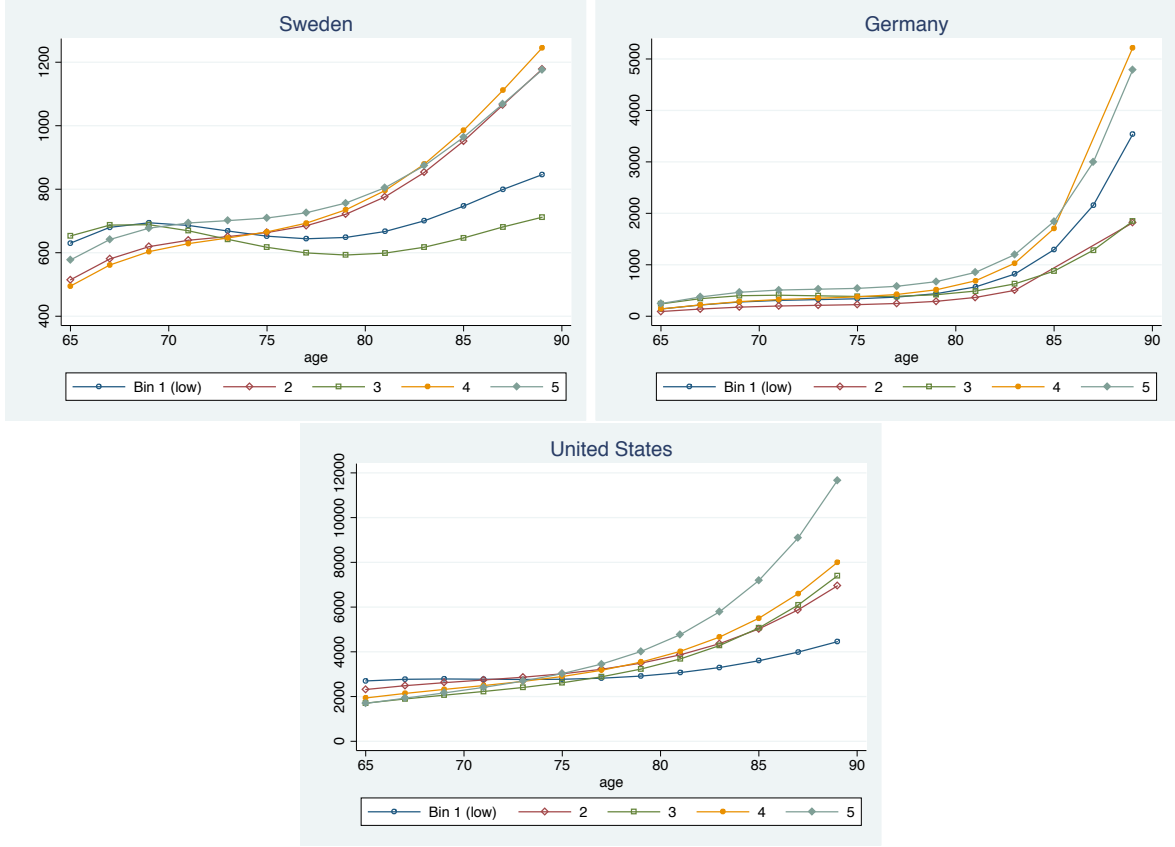 Sweden
1200
1000
800
600
400
65 70 75 80 85 90
age
Bin 1 (low) 2 3 4 5
Germany
5000
4000
3000
2000
1000
0
65 70 75 80 85 90
age
Bin 1 (low) 2 3 4 5
United States
12000
10000
8000
6000
4000
2000
0
65 70 75 80 85 90
age
Bin 1 (low) 2 3 4 5